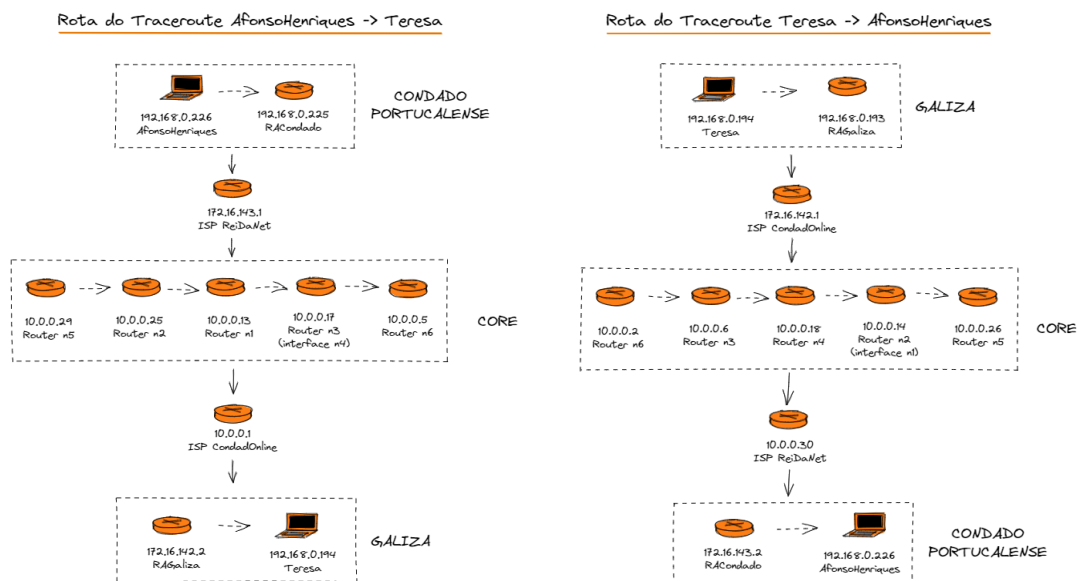 Rota do Traceroute AfonsoHenriques -> Teresa
192.168.0.226
AfonsoHenriques
192.168.0.225
RACondado
CONDADO
PORTUCALENSE
172.16.143.1
ISP ReiDaNet
10.0.0.29
Router n5
10.0.0.25
Router n2
10.0.0.13
Router n1
10.0.0.17
Router n3
(interface n4)
10.0.0.5
Router n6
CORE
10.0.0.1
ISP CondadOnline
172.16.142.2
RAGaliza
192.168.0.194
Teresa
GALIZA
Rota do Traceroute Teresa -> AfonsoHenriques
192.168.0.194
Teresa
192.168.0.193
RAGaliza
GALIZA
172.16.142.1
ISP CondadOnline
10.0.0.2
Router n6
10.0.0.6
Router n3
10.0.0.18
Router n4
10.0.0.14
Router n2
(interface n1)
10.0.0.26
Router n5
CORE
10.0.0.30
ISP ReiDaNet
172.16.143.2
RACondado
192.168.0.226
AfonsoHenriques
CONDADO
PORTUCALENSE